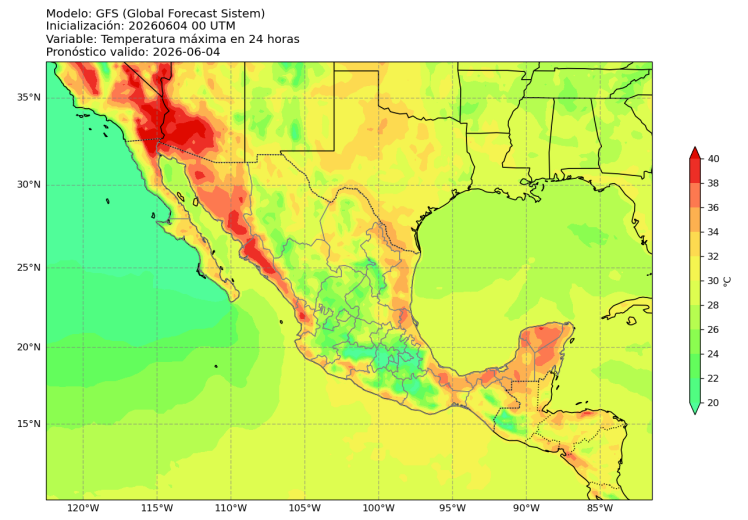 Modelo: GFS (Global Forecast Sistem)
Inicialización: 20260604 00 UTM
Variable: Temperatura máxima en 24 horas
Pronóstico valido: 2026-06-04
35°N
30°N
25°N
20°N
15°N
120°W 115°W 110°W 105°W 100°W 95°W 90°W 85°W
40
38
36
34
32
30
28
26
24
22
20
°C